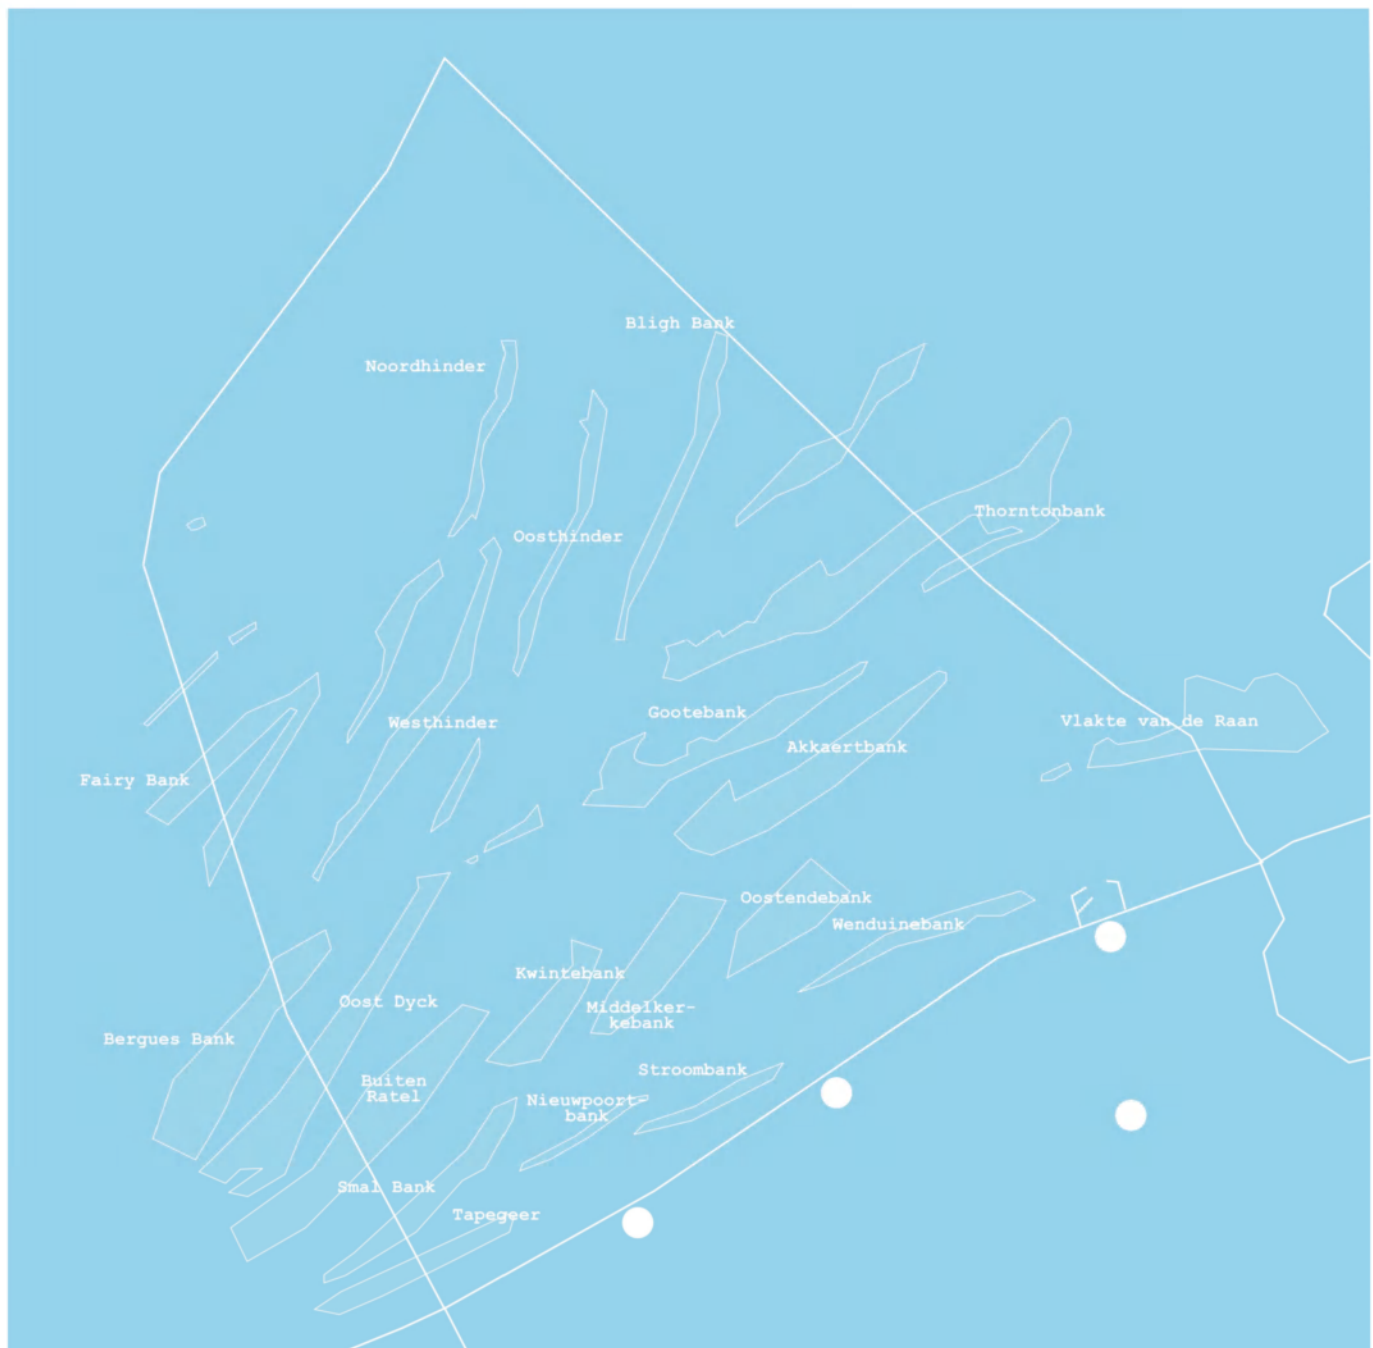 Bligh Bank
Noordhinder
Thorntonbank
Oosthinder
Gootebank
Vlakte van de Raan
Westhinder
Akkaertbank
Fairy Bank
Oostendebank
Wenduinebank
Kwintebank
Oost Dyck
Middelker-
kebank
Bergues Bank
Stroombank
Buiten
Ratel
Nieuwpoort-
bank
Smal Bank
Tapegeer